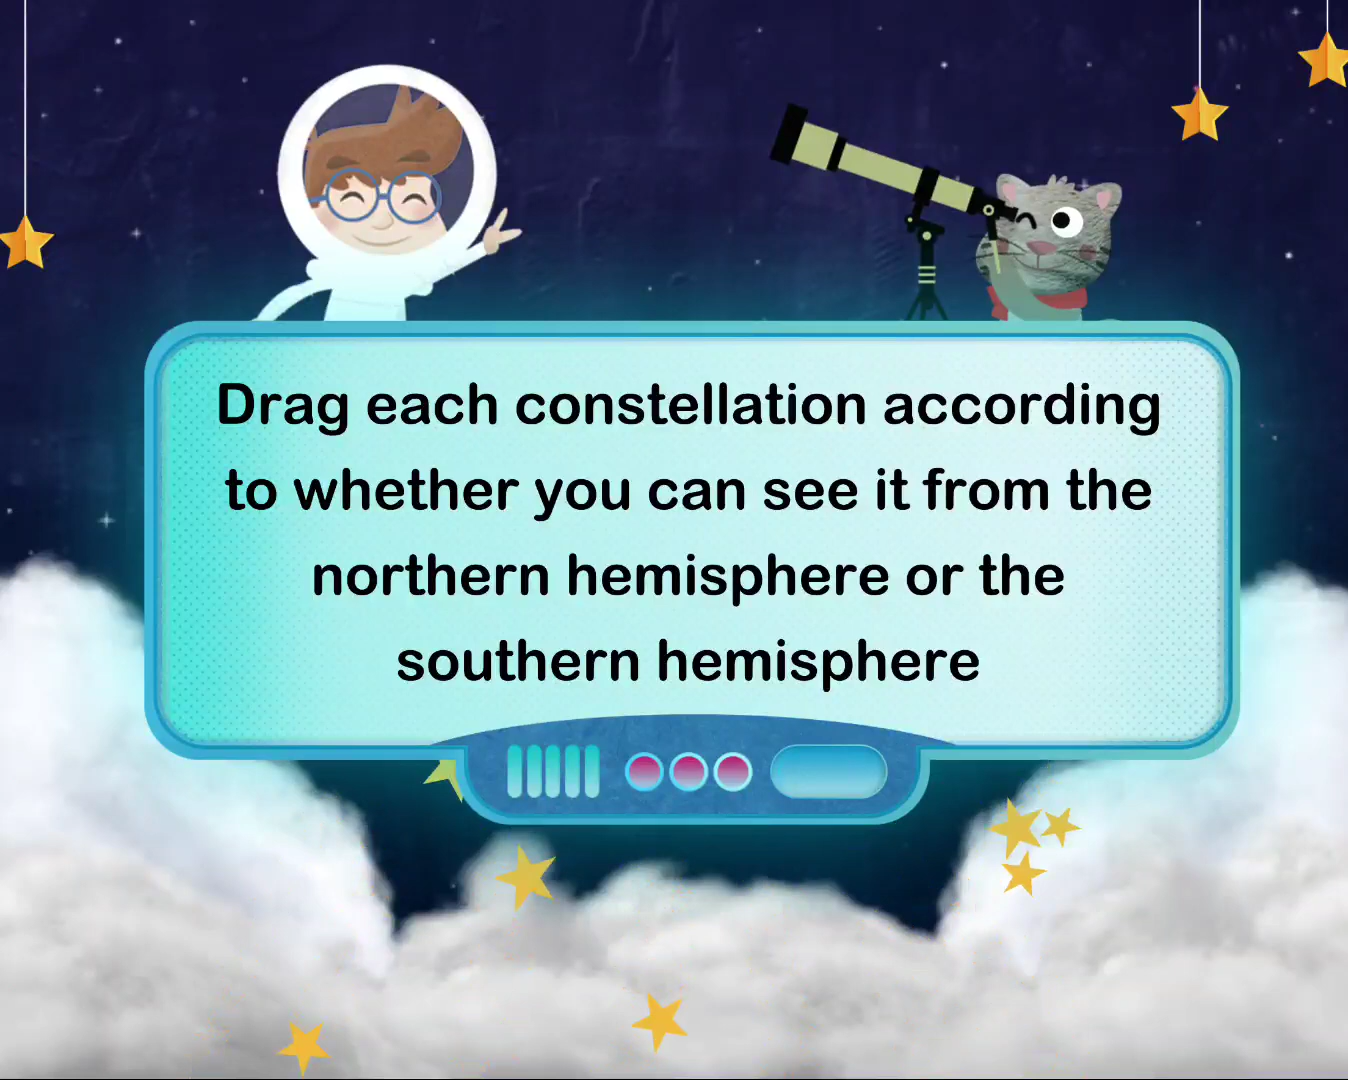 Drag each constellation according
to whether you can see it from the
northern hemisphere or the
southern hemisphere